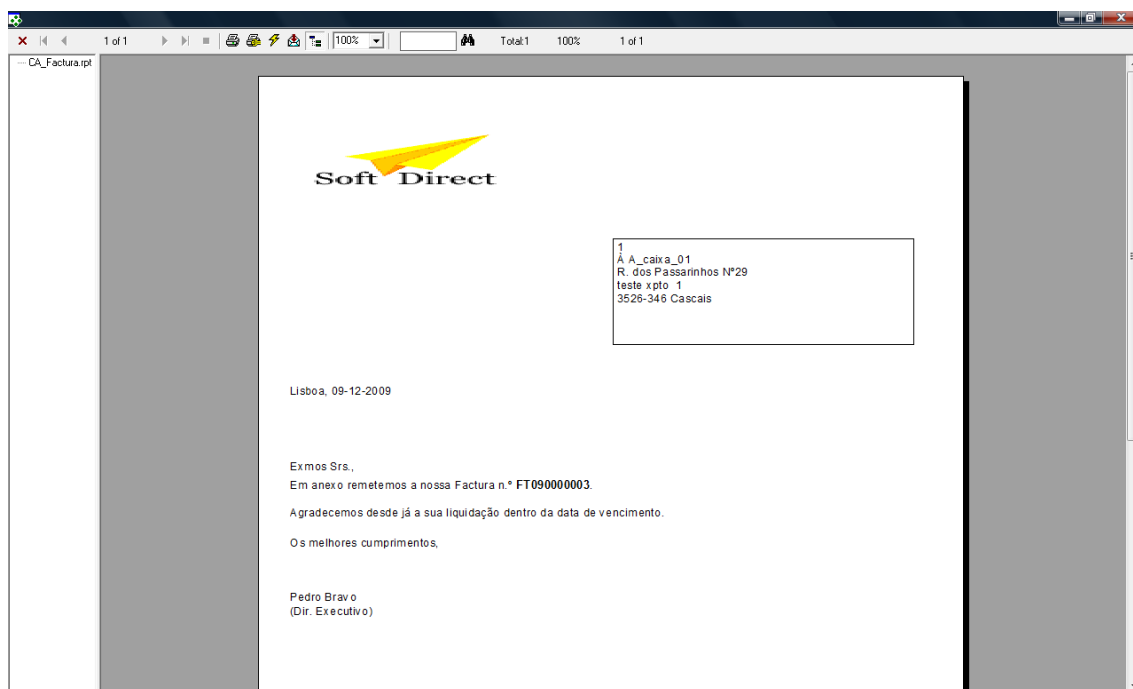 1 of 1 100% Total:1 100% 1 of 1
CA_Factura.rpt
Soft Direct
1
À A_caixa_01
R. dos Passarinhos Nº29
teste xpto 1
3526-346 Cascais
Lisboa, 09-12-2009
Exmos Srs.,
Em anexo remetemos a nossa Factura n.º FT090000003.
Agradecemos desde já a sua liquidação dentro da data de vencimento.
Os melhores cumprimentos,
Pedro Bravo
(Dir. Executivo)